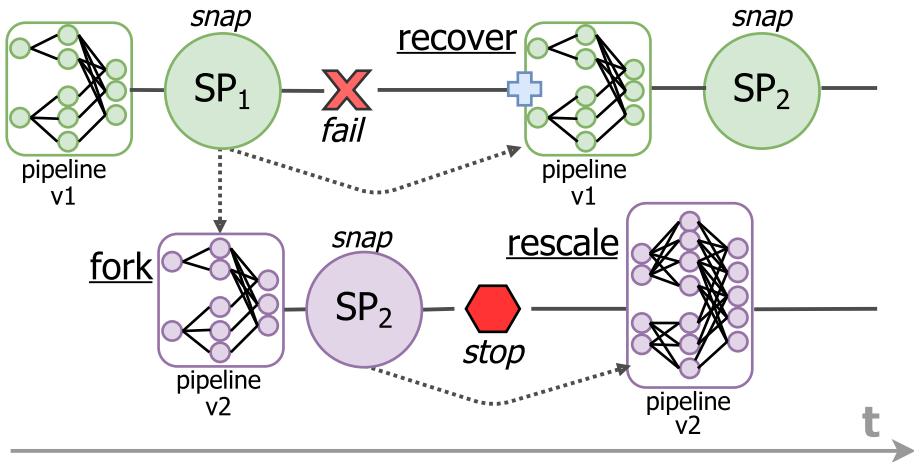 snap
snap
recover
SP1
SP2
fail
pipeline
v1
pipeline
v1
snap
rescale
fork
SP2
stop
pipeline
v2
pipeline
v2
t